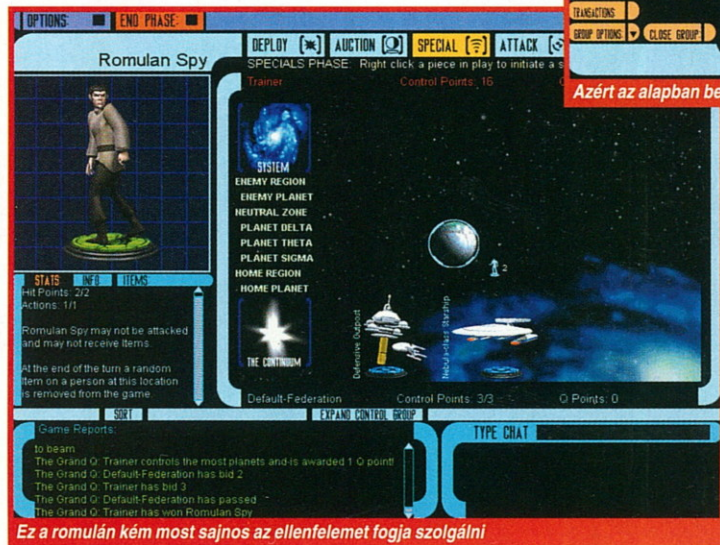 OPTIONS:
END PHASE:
TRANSACTIONS
GROUP OPTIONS
CLOSE GROUP
Azért az alapban be
DEPLOY
AUCTION
SPECIAL
ATTACK
Romulan Spy
SPECIALS PHASE: Right click a piece in play to initiate a s
Trainer
Control Points: 16
SYSTEM
ENEMY REGION
ENEMY PLANET
NEUTRAL ZONE
PLANET DELTA
PLANET THETA
PLANET SIGMA
HOME REGION
HOME PLANET
THE CONTINUUM
2
Defensive Outpost
Nebula-class Starship
STATS
INFO
ITEMS
Hit Points: 2/2
Actions: 1/1
Romulan Spy may not be attacked
and may not receive Items.
At the end of the turn a random
Item on a person at this location
is removed from the game.
Default-Federation
Control Points: 3/3
Q Points: 0
SORT
EXPAND CONTROL GROUP
Game Reports:
to beam
The Grand Q: Trainer controls the most planets and is awarded 1 Q point!
The Grand Q: Default-Federation has bid 2
The Grand Q: Trainer has bid 3
The Grand Q: Default-Federation has passed
The Grand Q: Trainer has won Romulan Spy
TYPE CHAT
Ez a romulán kém most sajnos az ellenfelemet fogja szolgálni